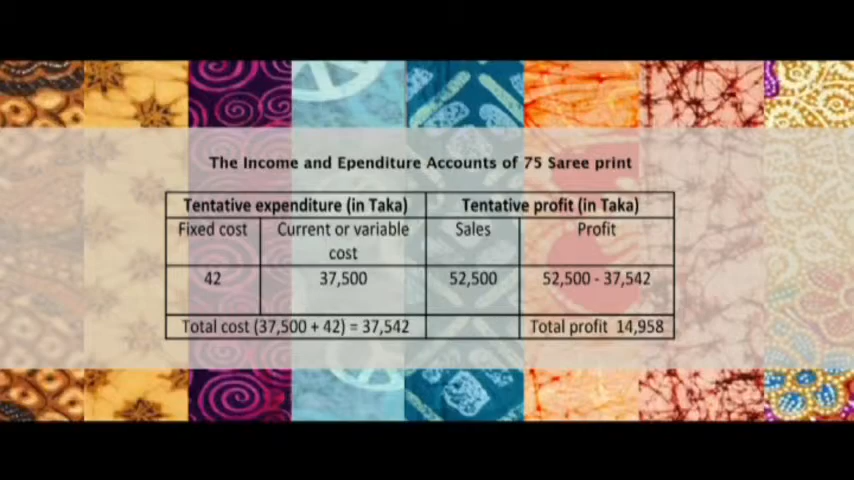 The Income and Ependiture Accounts of 75 Saree print
Tentative expenditure (in Taka) Tentative profit (in Taka)
Fixed cost Current or variable cost Sales Profit
42 37,500 52,500 52,500 - 37,542
Total cost (37,500 + 42) = 37,542 Total profit 14,958